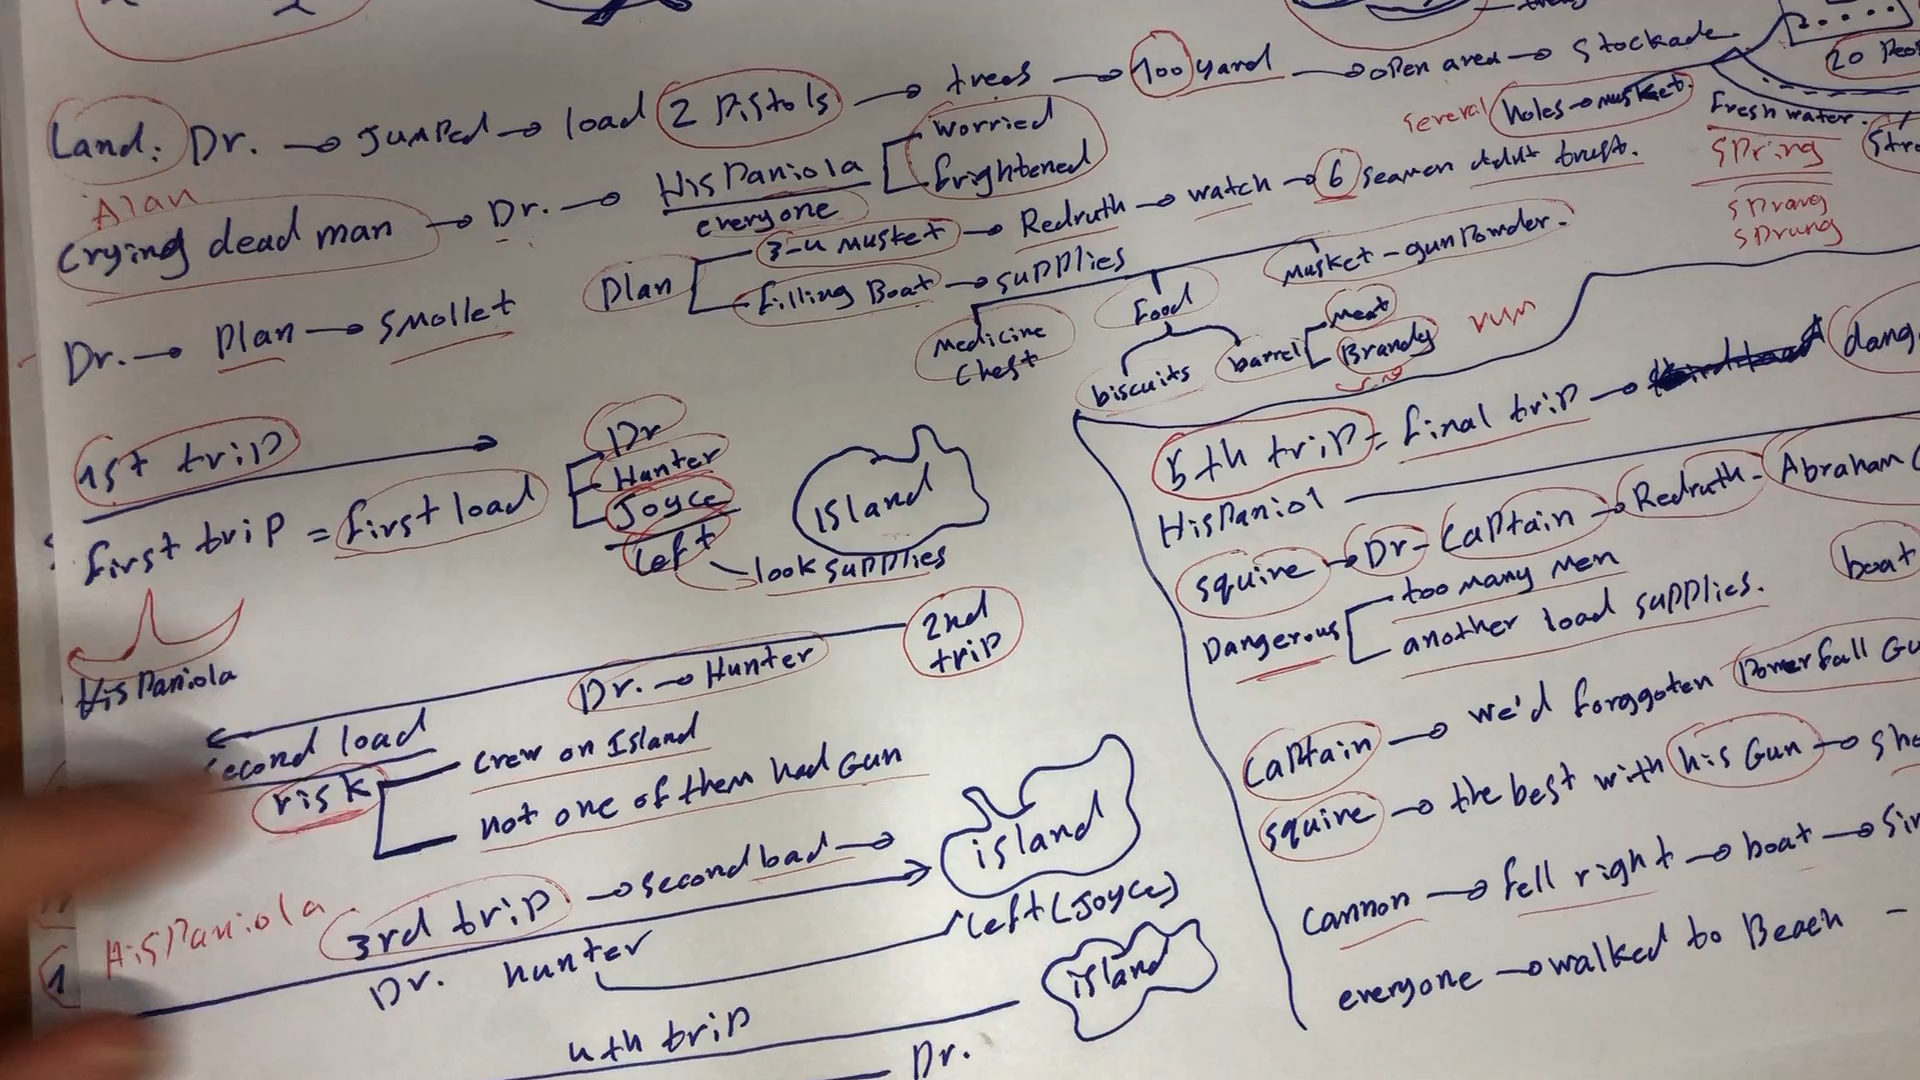 Land: Dr. → Jumped → load 2 Pistols → trees → 100 yard → open area → Stockade
20
several holes → musket.
Fresh water.
SPring
SPrang
SPrung
Alan
Crying dead man → Dr. → HisPaniola
everyone
worried
frightened
Dr. → Plan → Smollet
Plan
3-4 musket → Redruth → watch → 6 seamen didnt trust.
filling Boat → supplies
medicine chest
food
biscuits
barrel
meat
Brandy
rum
musket - gunPowder.
1st trip
first trip = first load
Dr
Hunter
Joyce
left
look supplies
island
HisPaniola
2nd trip
Dr. → Hunter
second load
risk
crew on Island
not one of them had Gun
HisPaniola
3rd trip → second bad →
island
Dr. hunter
left (Joyce)
island
4th trip
Dr.
5th trip = final trip →
HisPaniol
squire → Dr - Captain → Redruth - Abraham
Dangerous
too many men
another load supplies.
boat
Captain → we'd forggoten Powerfull
squire → the best with his Gun →
Cannon → fell right → boat →
everyone → walked to Beach -